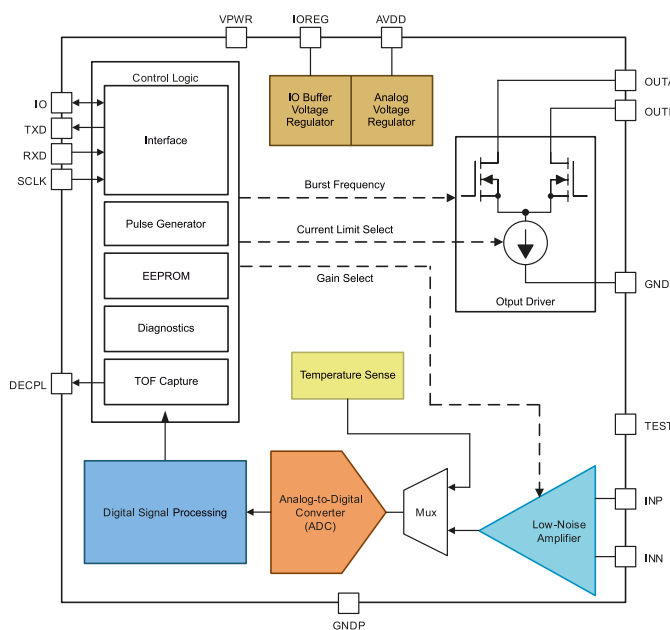 VPWR
IOREG
AVDD
Control Logic
IO
TXD
RXD
SCLK
Interface
IO Buffer
Voltage
Regulator
Analog
Voltage
Regulator
OUTA
Burst Frequency
Pulse Generator
Current Limit Select
EEPROM
Gain Select
GND
Otput Driver
Diagnostics
DECPL
TOF Capture
Temperature Sense
TEST
Digital Signal Processing
Analog-to-Digital
Converter
(ADC)
Mux
Low-Noise
Amplifier
INP
INN
GNDP